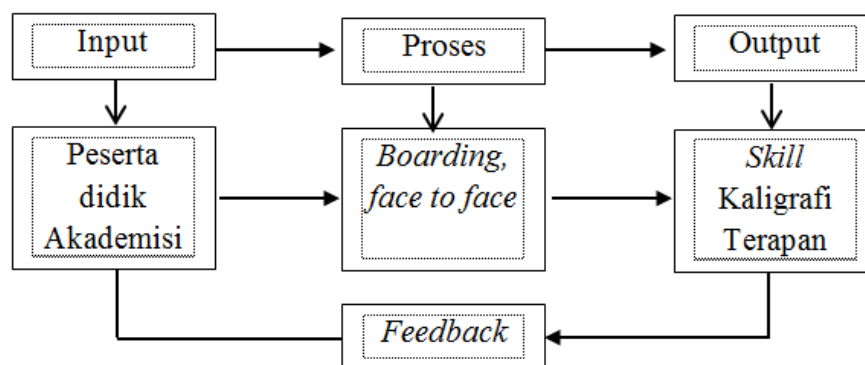 Input
Proses
Output
Peserta
didik
Akademisi
Boarding,
face to face
Skill
Kaligrafi
Terapan
Feedback